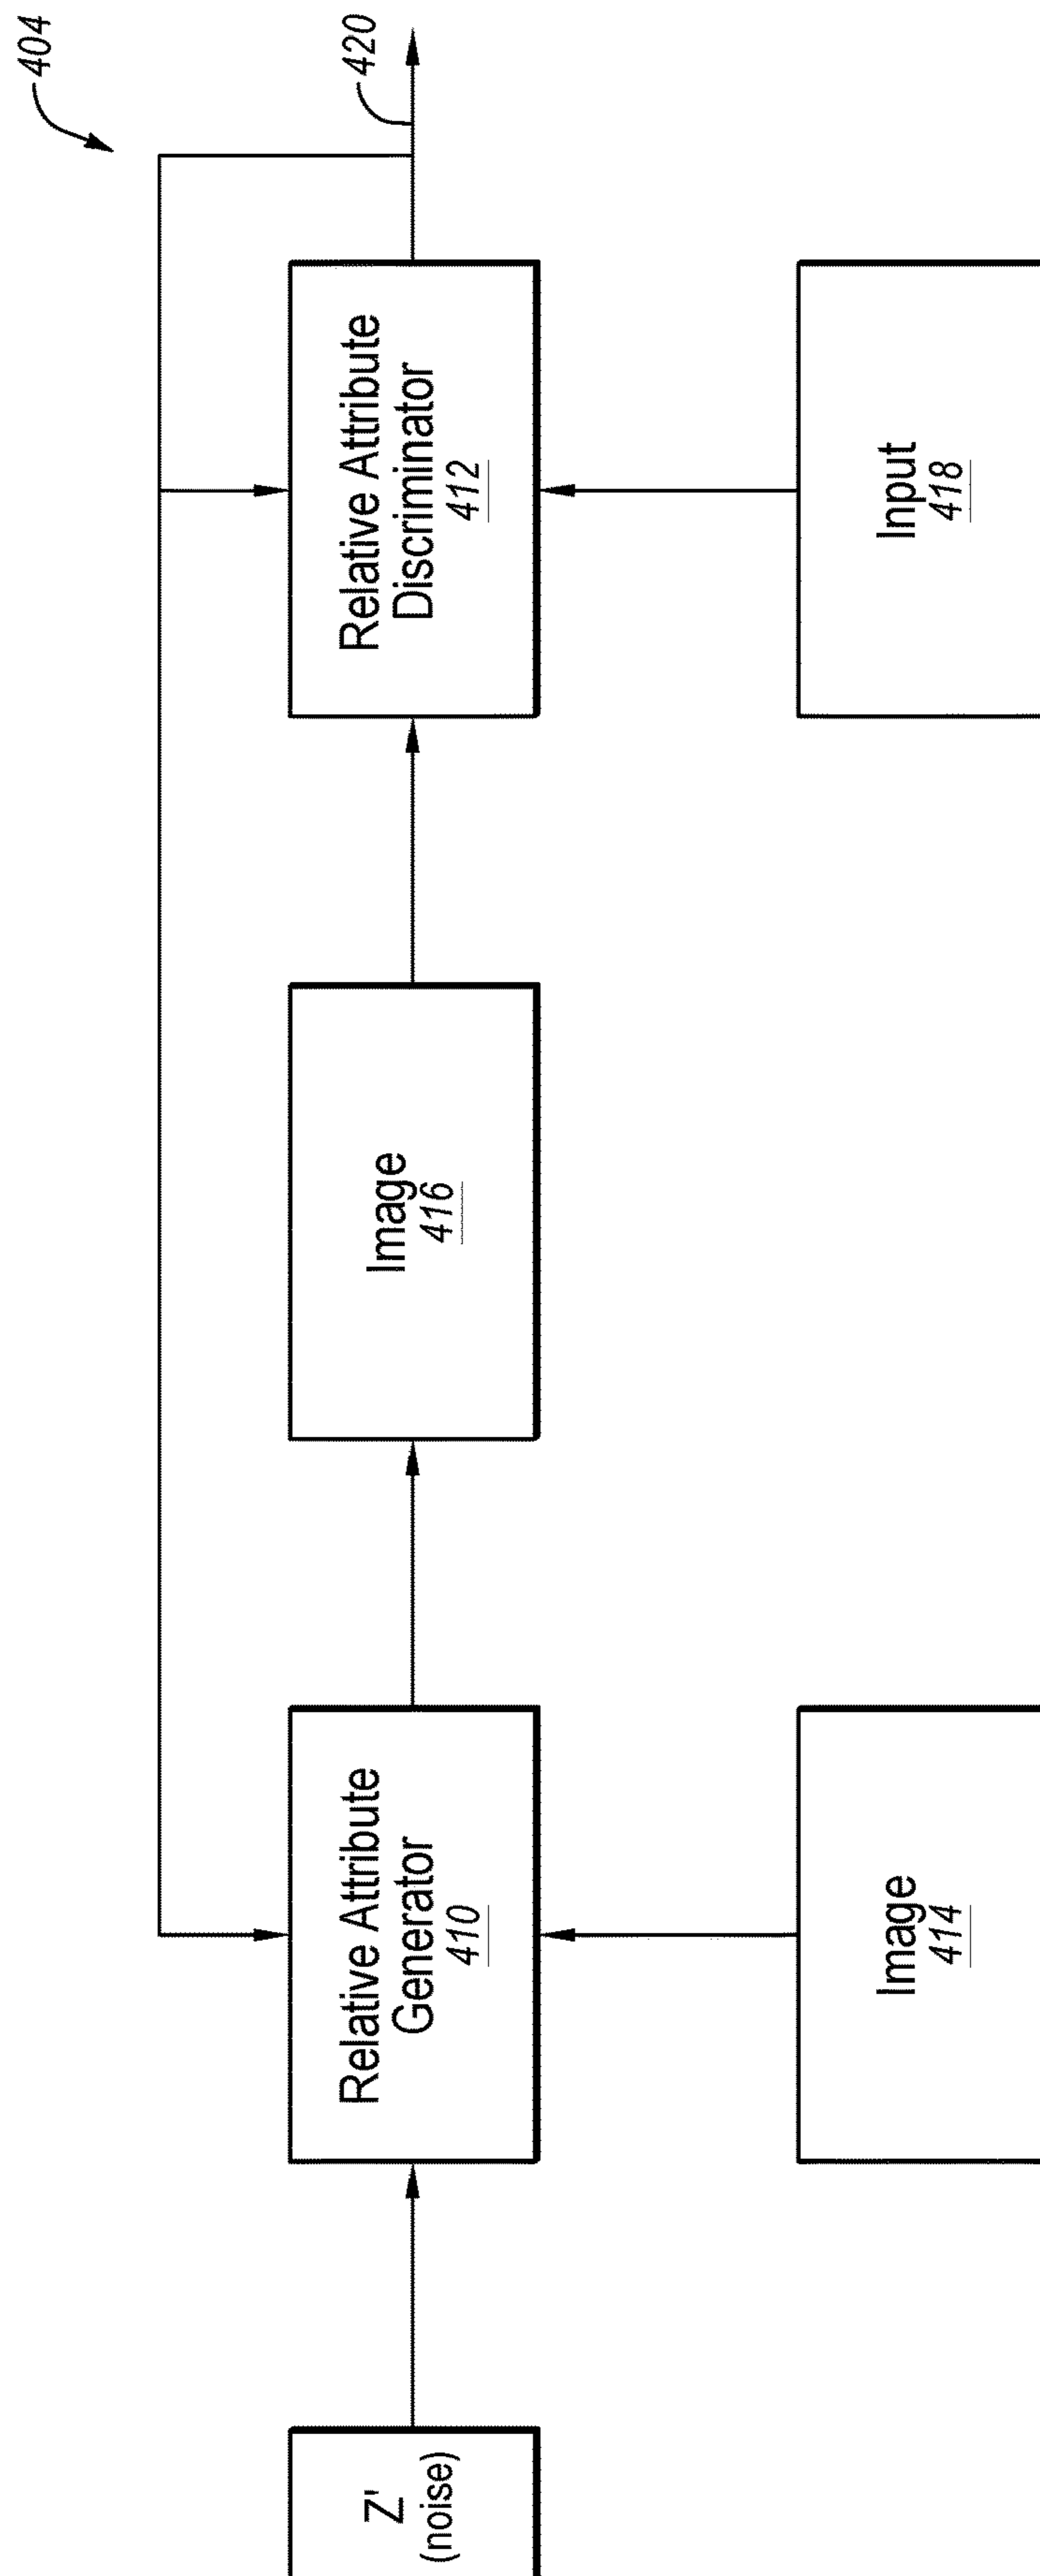 404
420
Z'
(noise)
Relative Attribute
Generator
410
Image
416
Relative Attribute
Discriminator
412
Image
414
Input
418